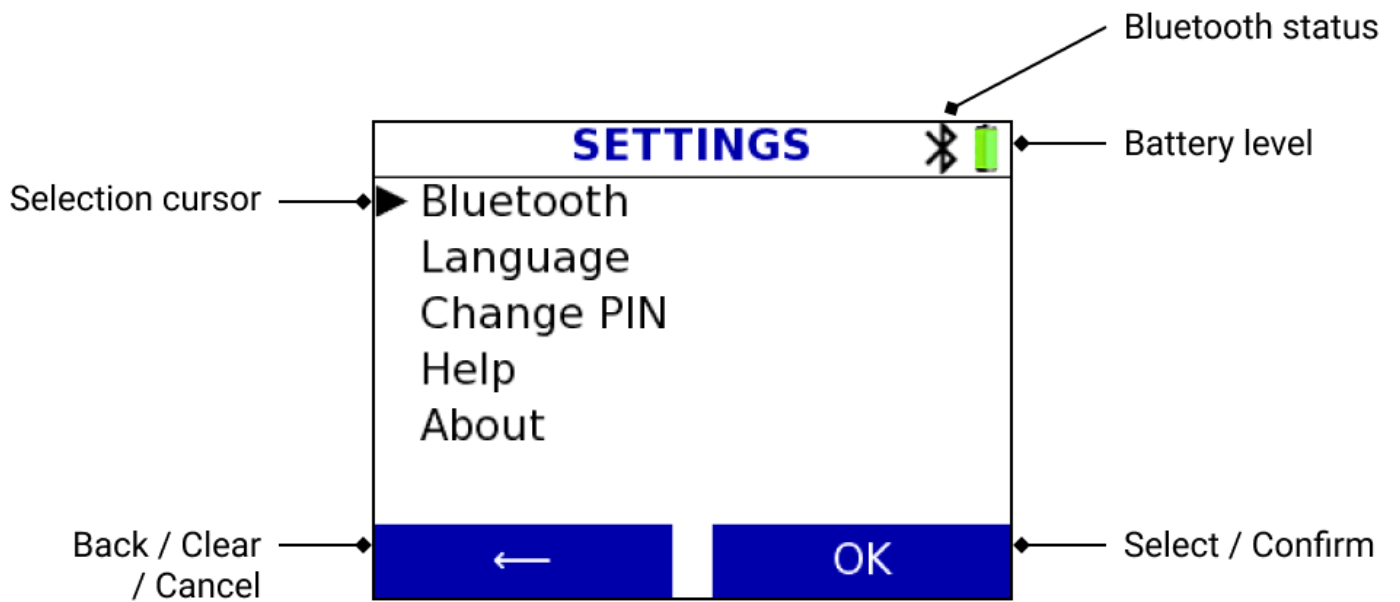 Bluetooth status
SETTINGS
Battery level
Selection cursor
Bluetooth
Language
Change PIN
Help
About
Back / Clear
/ Cancel
←
OK
Select / Confirm